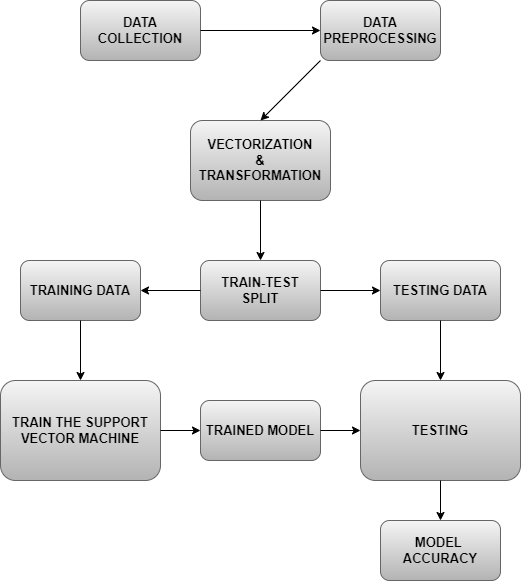 DATA
COLLECTION
DATA
PREPROCESSING
VECTORIZATION
&
TRANSFORMATION
TRAINING DATA
TRAIN-TEST
SPLIT
TESTING DATA
TRAIN THE SUPPORT
VECTOR MACHINE
TRAINED MODEL
TESTING
MODEL
ACCURACY